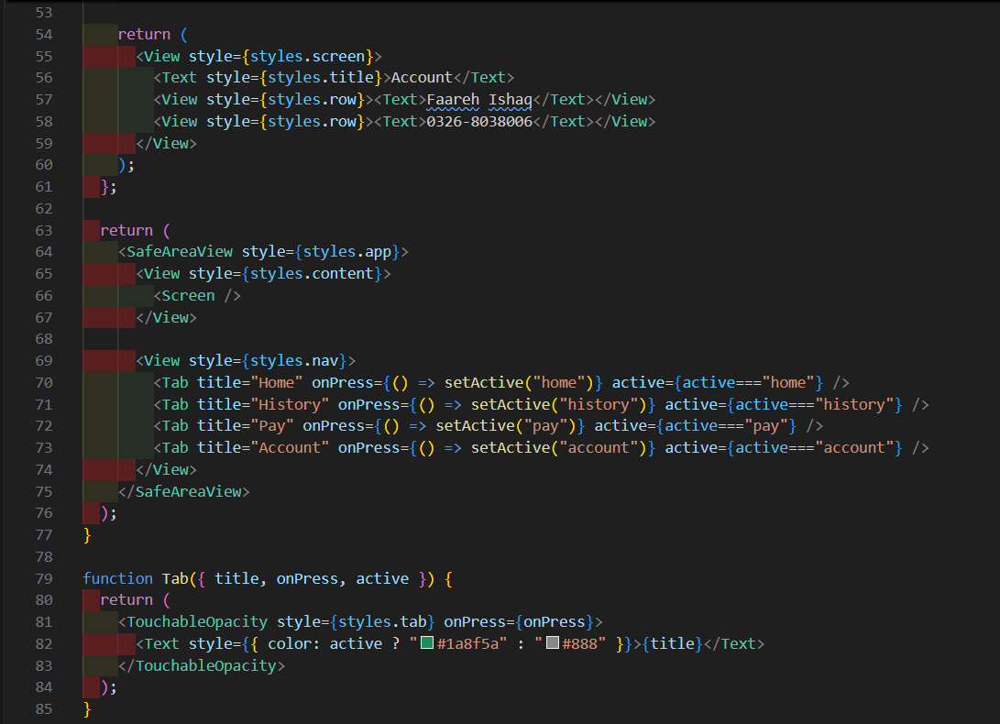 53
54 return (
55 <View style={styles.screen}>
56 <Text style={styles.title}>Account</Text>
57 <View style={styles.row}><Text>Faareh Ishaq</Text></View>
58 <View style={styles.row}><Text>0326-8038006</Text></View>
59 </View>
60 );
61 };
62
63 return (
64 <SafeAreaView style={styles.app}>
65 <View style={styles.content}>
66 <Screen />
67 </View>
68
69 <View style={styles.nav}>
70 <Tab title="Home" onPress={() => setActive("home")} active={active==="home"} />
71 <Tab title="History" onPress={() => setActive("history")} active={active==="history"} />
72 <Tab title="Pay" onPress={() => setActive("pay")} active={active==="pay"} />
73 <Tab title="Account" onPress={() => setActive("account")} active={active==="account"} />
74 </View>
75 </SafeAreaView>
76 );
77 }
78
79 function Tab({ title, onPress, active }) {
80 return (
81 <TouchableOpacity style={styles.tab} onPress={onPress}>
82 <Text style={{ color: active ? "#1a8f5a" : "#888" }}>{title}</Text>
83 </TouchableOpacity>
84 );
85 }